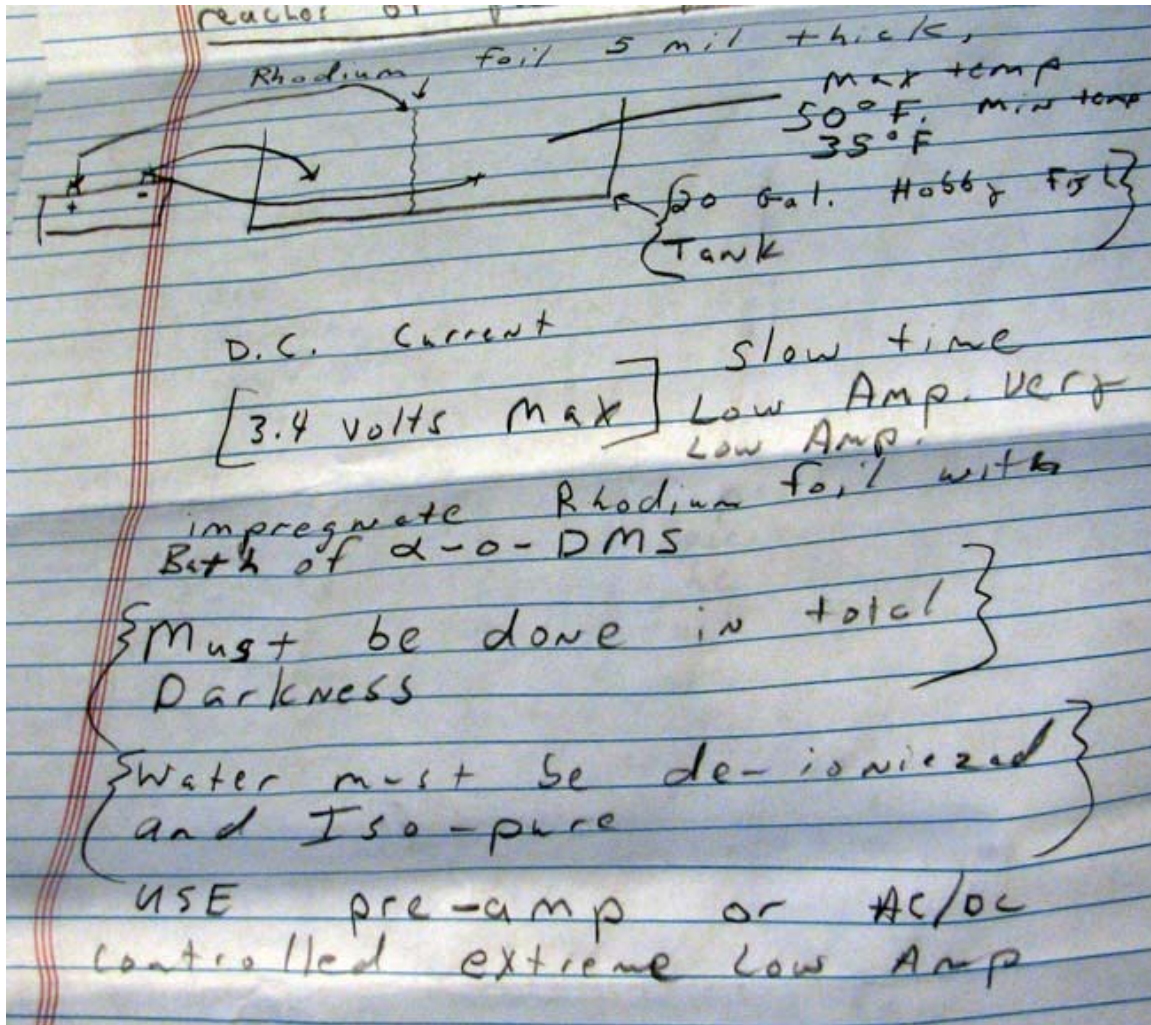 reaches or
Rhodium foil 5 mil thick,
Max temp
50°F. Min temp
35°F
+ -
20 Gal. Hobby
Tank
D.C. Current
[3.4 volts Max] Slow time
Low Amp. Very
Low Amp.
impregnate Rhodium foil with
Bath of α-o-DMS
{Must be done in total}
Darkness
{Water must be de-ioniezad}
and Iso-pure
USE pre-amp or AC/DC
controlled extreme Low Amp